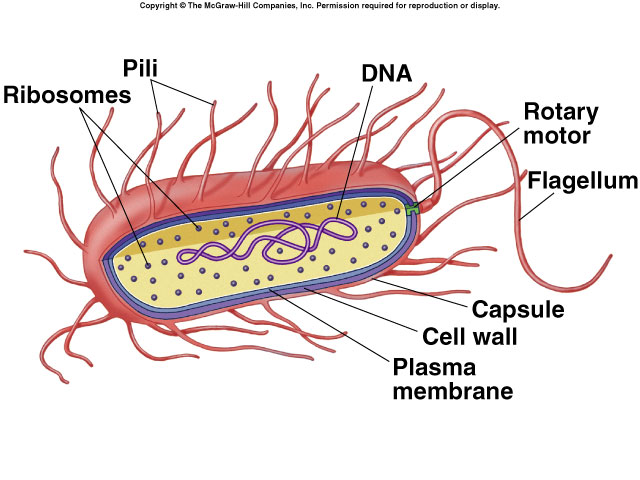 Copyright © The McGraw-Hill Companies, Inc. Permission required for reproduction or display.
Pili
DNA
Ribosomes
Rotary
motor
Flagellum
Capsule
Cell wall
Plasma
membrane